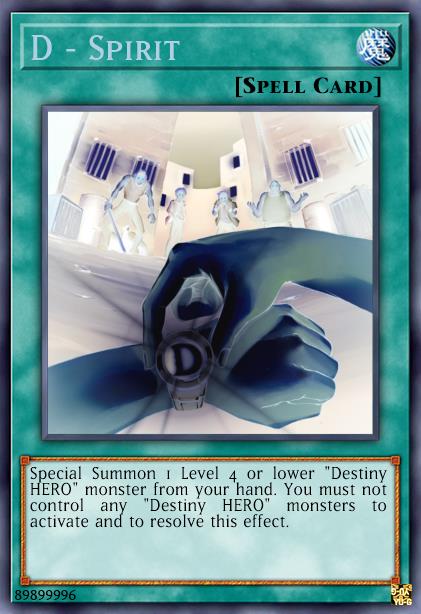 D - Spirit
魔
[Spell Card]
D
Special Summon 1 Level 4 or lower "Destiny
HERO" monster from your hand. You must not
control any "Destiny HERO" monsters to
activate and to resolve this effect.
89899996